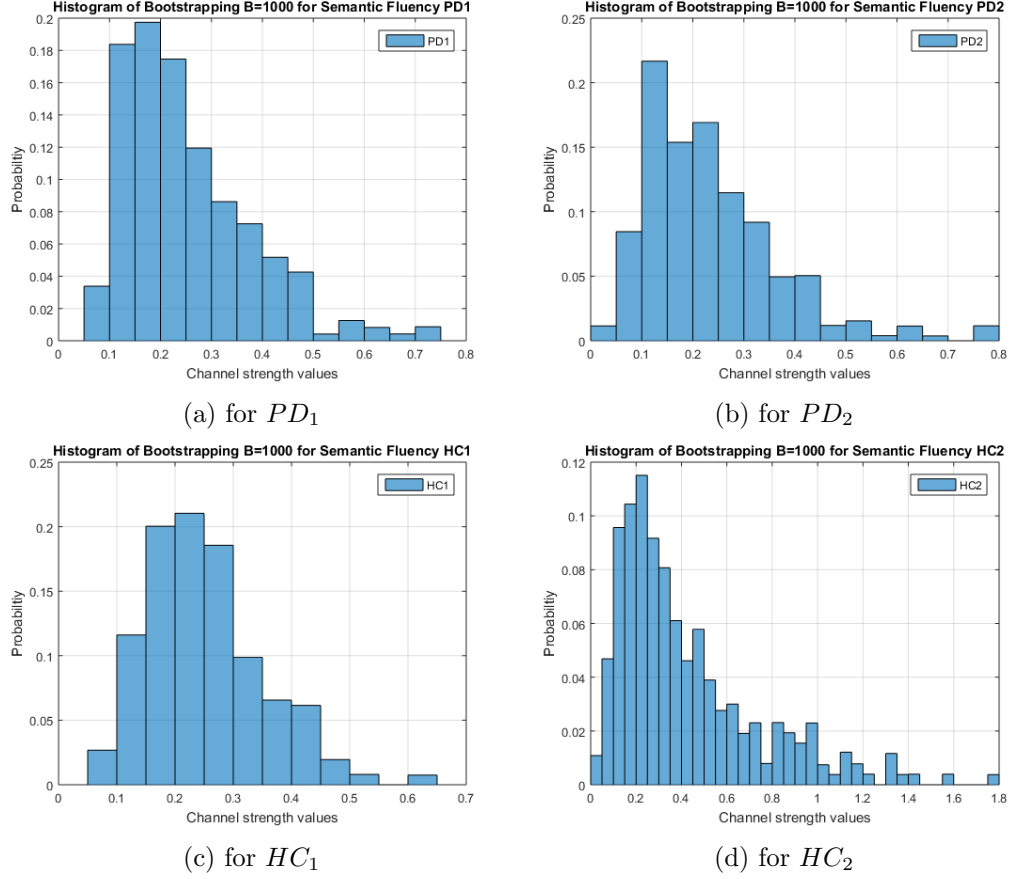 Histogram of Bootstrapping B=1000 for Semantic Fluency PD1
0.2
0.18
0.16
0.14
0.12
0.1
0.08
0.06
0.04
0.02
0
Probabiltiy
PD1
0 0.1 0.2 0.3 0.4 0.5 0.6 0.7 0.8
Channel strength values
(a) for PD₁
Histogram of Bootstrapping B=1000 for Semantic Fluency PD2
0.25
0.2
0.15
0.1
0.05
0
Probabiltiy
PD2
0 0.1 0.2 0.3 0.4 0.5 0.6 0.7 0.8
Channel strength values
(b) for PD₂
Histogram of Bootstrapping B=1000 for Semantic Fluency HC1
0.25
0.2
0.15
0.1
0.05
0
Probabiltiy
HC1
0 0.1 0.2 0.3 0.4 0.5 0.6 0.7
Channel strength values
(c) for HC₁
Histogram of Bootstrapping B=1000 for Semantic Fluency HC2
0.12
0.1
0.08
0.06
0.04
0.02
0
Probabiltiy
HC2
0 0.2 0.4 0.6 0.8 1 1.2 1.4 1.6 1.8
Channel strength values
(d) for HC₂